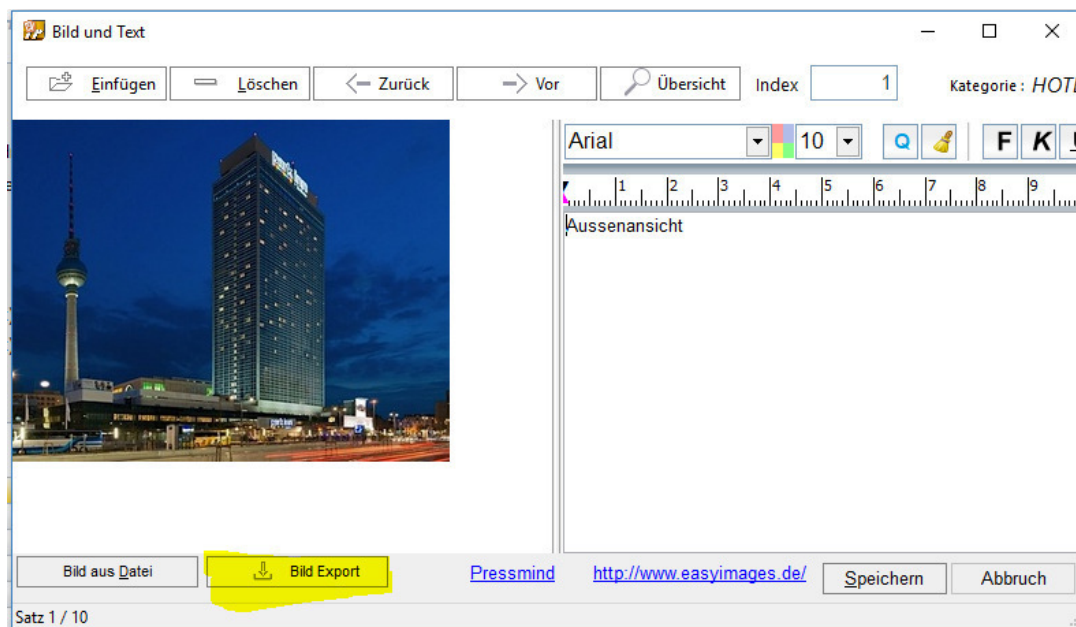 Bild und Text
Einfügen Löschen Zurück Vor Übersicht Index 1 Kategorie : HOTE
Arial 10 Q F K U
1 2 3 4 5 6 7 8 9
Aussenansicht
Bild aus Datei Bild Export Pressmind http://www.easyimages.de/ Speichern Abbruch
Satz 1 / 10